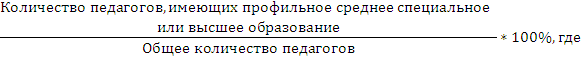 Количество педагогов, имеющих профильное среднее специальное
или высшее образование
Общее количество педагогов
* 100%, где